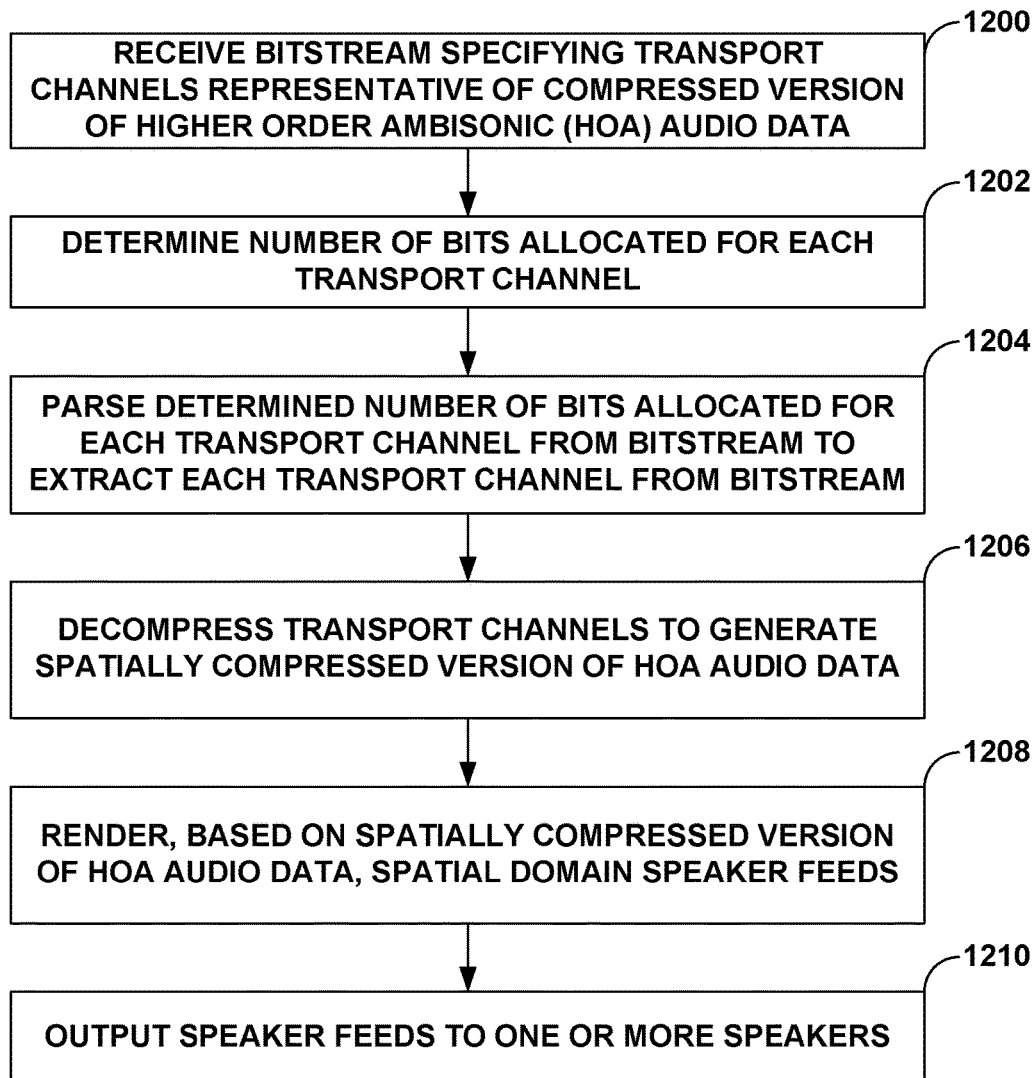 1200
RECEIVE BITSTREAM SPECIFYING TRANSPORT
CHANNELS REPRESENTATIVE OF COMPRESSED VERSION
OF HIGHER ORDER AMBISONIC (HOA) AUDIO DATA
1202
DETERMINE NUMBER OF BITS ALLOCATED FOR EACH
TRANSPORT CHANNEL
1204
PARSE DETERMINED NUMBER OF BITS ALLOCATED FOR
EACH TRANSPORT CHANNEL FROM BITSTREAM TO
EXTRACT EACH TRANSPORT CHANNEL FROM BITSTREAM
1206
DECOMPRESS TRANSPORT CHANNELS TO GENERATE
SPATIALLY COMPRESSED VERSION OF HOA AUDIO DATA
1208
RENDER, BASED ON SPATIALLY COMPRESSED VERSION
OF HOA AUDIO DATA, SPATIAL DOMAIN SPEAKER FEEDS
1210
OUTPUT SPEAKER FEEDS TO ONE OR MORE SPEAKERS